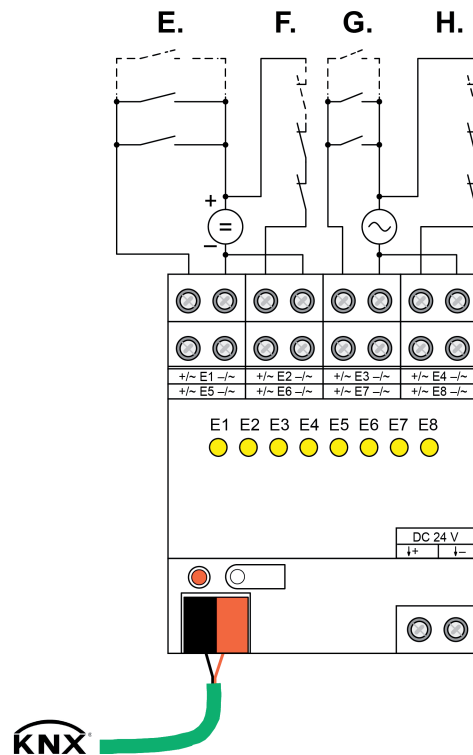 E. F. G. H.
+ 
=
–
~
+/~ E1 –/~ +/~ E2 –/~ +/~ E3 –/~ +/~ E4 –/~
+/~ E5 –/~ +/~ E6 –/~ +/~ E7 –/~ +/~ E8 –/~
E1 E2 E3 E4 E5 E6 E7 E8
DC 24 V
↓+ ↓–
KNX